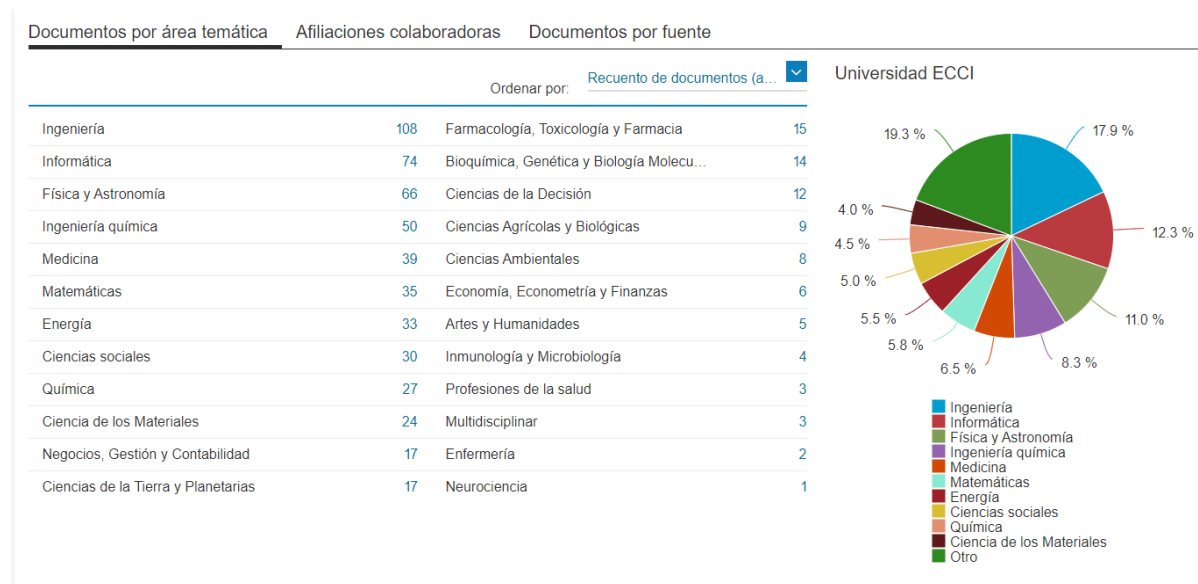 Documentos por área temática Afiliaciones colaboradoras Documentos por fuente
Ordenar por: Recuento de documentos (a...
Ingeniería 108 Farmacología, Toxicología y Farmacia 15
Informática 74 Bioquímica, Genética y Biología Molecu... 14
Física y Astronomía 66 Ciencias de la Decisión 12
Ingeniería química 50 Ciencias Agrícolas y Biológicas 9
Medicina 39 Ciencias Ambientales 8
Matemáticas 35 Economía, Econometría y Finanzas 6
Energía 33 Artes y Humanidades 5
Ciencias sociales 30 Inmunología y Microbiología 4
Química 27 Profesiones de la salud 3
Ciencia de los Materiales 24 Multidisciplinar 3
Negocios, Gestión y Contabilidad 17 Enfermería 2
Ciencias de la Tierra y Planetarias 17 Neurociencia 1
Universidad ECCI
19.3 % 17.9 %
4.0 % 12.3 %
4.5 %
5.0 %
5.5 % 11.0 %
5.8 %
6.5 % 8.3 %
Ingeniería
Informática
Física y Astronomía
Ingeniería química
Medicina
Matemáticas
Energía
Ciencias sociales
Química
Ciencia de los Materiales
Otro